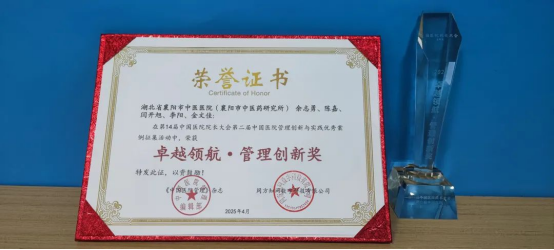 荣誉证书
Certificate of Honor
湖北省襄阳市中医医院(襄阳市中医药研究所) 余志勇、陈磊、
闫开旭、李阳、金文佳:
在第14届中国医院院长大会第二届中国医院管理创新与实践优秀案
例征集活动中,荣获
卓越领航·管理创新奖
特发此证,以资鼓励!
《中国医院管理》杂志
2025年4月